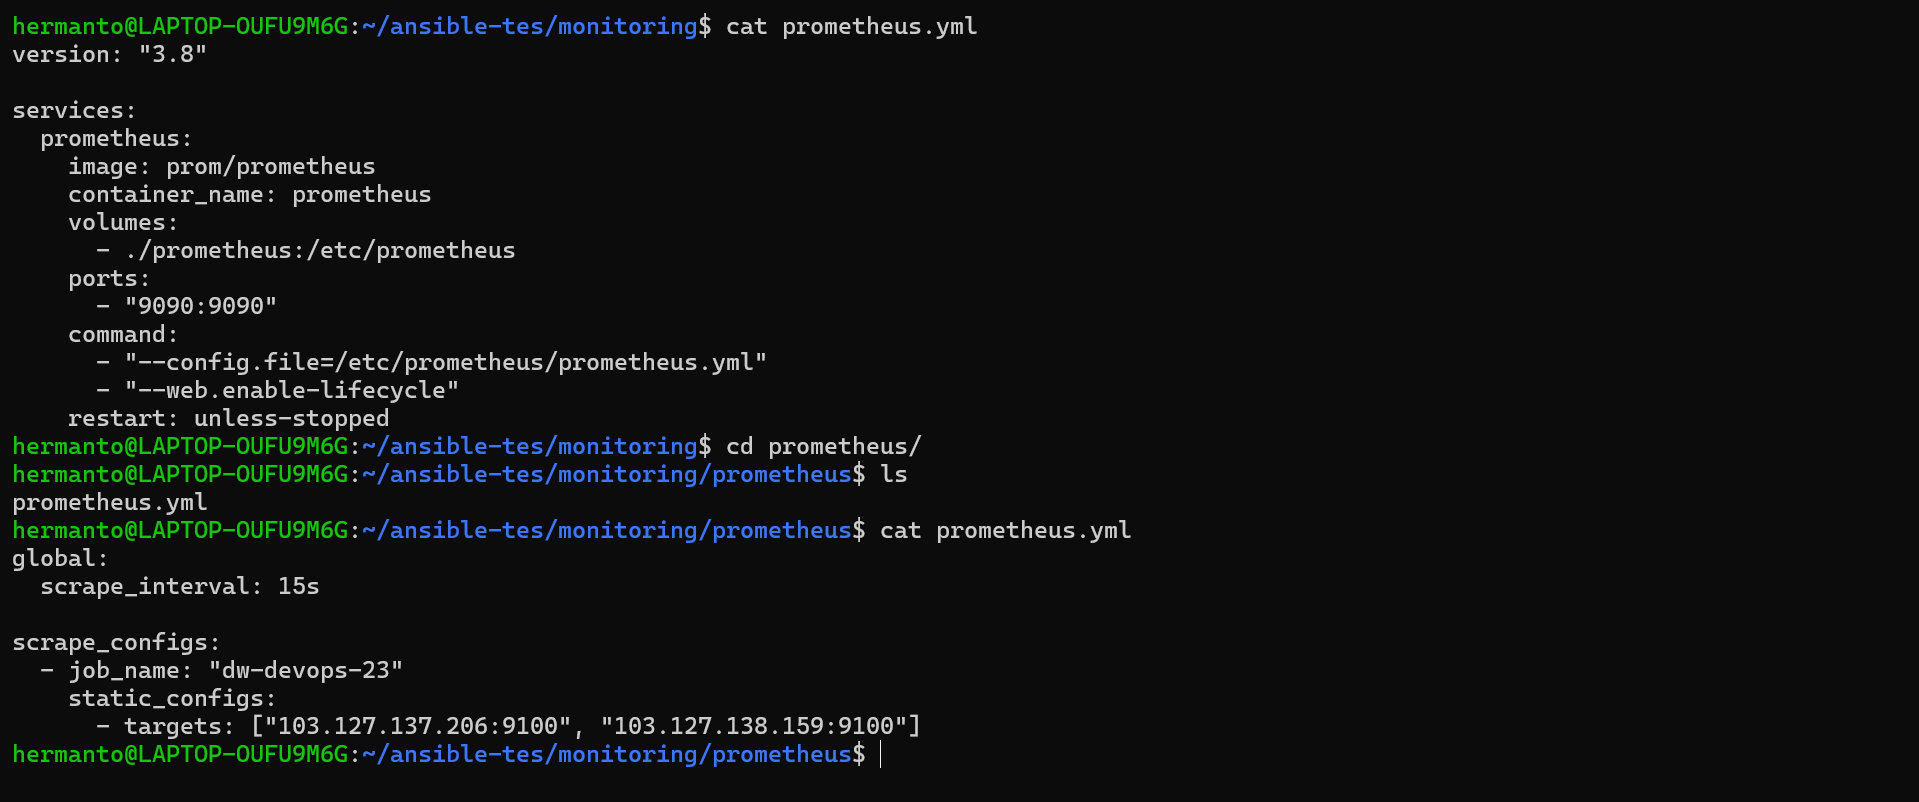 hermanto@LAPTOP-OUFU9M6G:~/ansible-tes/monitoring$ cat prometheus.yml
version: "3.8"

services:
  prometheus:
    image: prom/prometheus
    container_name: prometheus
    volumes:
      - ./prometheus:/etc/prometheus
    ports:
      - "9090:9090"
    command:
      - "--config.file=/etc/prometheus/prometheus.yml"
      - "--web.enable-lifecycle"
    restart: unless-stopped
hermanto@LAPTOP-OUFU9M6G:~/ansible-tes/monitoring$ cd prometheus/
hermanto@LAPTOP-OUFU9M6G:~/ansible-tes/monitoring/prometheus$ ls
prometheus.yml
hermanto@LAPTOP-OUFU9M6G:~/ansible-tes/monitoring/prometheus$ cat prometheus.yml
global:
  scrape_interval: 15s

scrape_configs:
  - job_name: "dw-devops-23"
    static_configs:
      - targets: ["103.127.137.206:9100", "103.127.138.159:9100"]
hermanto@LAPTOP-OUFU9M6G:~/ansible-tes/monitoring/prometheus$